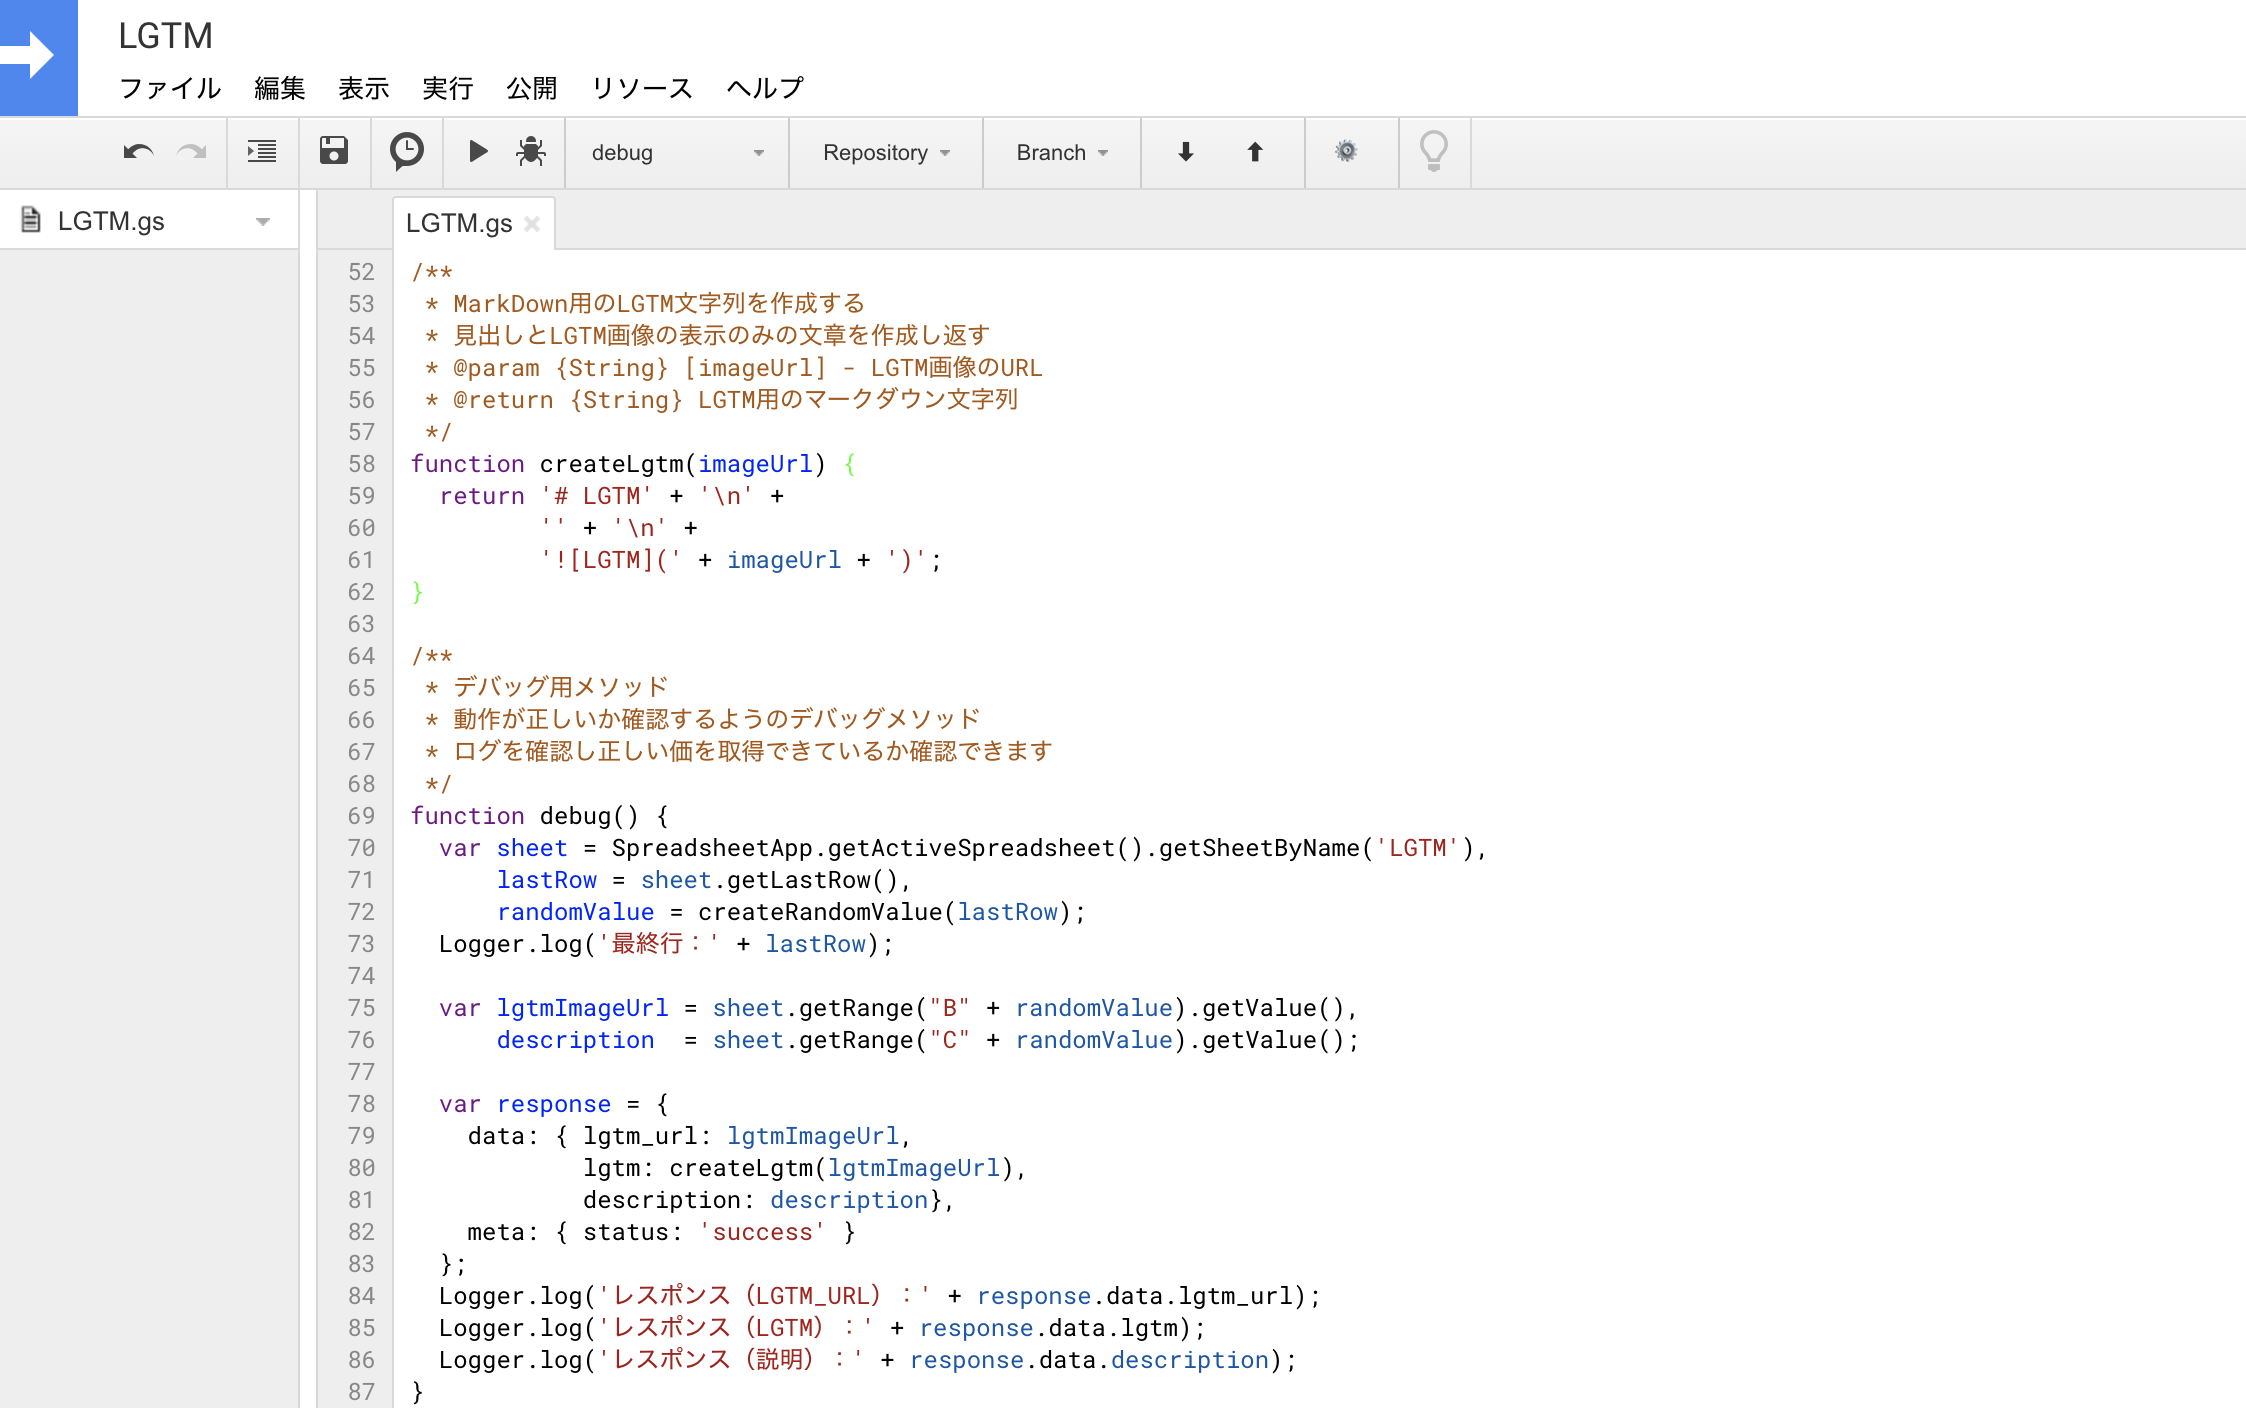 LGTM
ファイル 編集 表示 実行 公開 リソース ヘルプ
debug Repository Branch
LGTM.gs
LGTM.gs
52 /**
53  * MarkDown用のLGTM文字列を作成する
54  * 見出しとLGTM画像の表示のみの文章を作成し返す
55  * @param {String} [imageUrl] - LGTM画像のURL
56  * @return {String} LGTM用のマークダウン文字列
57  */
58 function createLgtm(imageUrl) {
59   return '# LGTM' + '\n' +
60          '' + '\n' +
61          '![LGTM](' + imageUrl + ')';
62 }
63
64 /**
65  * デバッグ用メソッド
66  * 動作が正しいか確認するようのデバッグメソッド
67  * ログを確認し正しい価を取得できているか確認できます
68  */
69 function debug() {
70   var sheet = SpreadsheetApp.getActiveSpreadsheet().getSheetByName('LGTM'),
71       lastRow = sheet.getLastRow(),
72       randomValue = createRandomValue(lastRow);
73   Logger.log('最終行：' + lastRow);
74
75   var lgtmImageUrl = sheet.getRange("B" + randomValue).getValue(),
76       description  = sheet.getRange("C" + randomValue).getValue();
77
78   var response = {
79     data: { lgtm_url: lgtmImageUrl,
80             lgtm: createLgtm(lgtmImageUrl),
81             description: description},
82     meta: { status: 'success' }
83   };
84   Logger.log('レスポンス（LGTM_URL）：' + response.data.lgtm_url);
85   Logger.log('レスポンス（LGTM）：' + response.data.lgtm);
86   Logger.log('レスポンス（説明）：' + response.data.description);
87 }